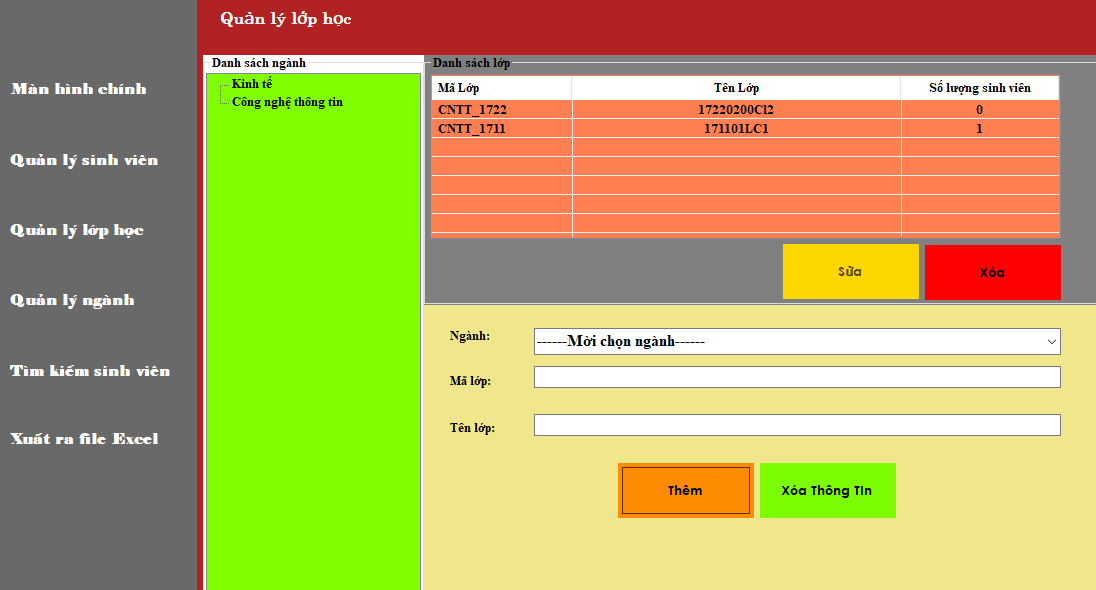 Quản lý lớp học
Màn hình chính
Quản lý sinh viên
Quản lý lớp học
Quản lý ngành
Tìm kiếm sinh viên
Xuất ra file Excel
Danh sách ngành
Kinh tế
Công nghệ thông tin
Danh sách lớp
Mã Lớp Tên Lớp Số lượng sinh viên
CNTT_1722 17220200Cl2 0
CNTT_1711 171101LC1 1
Sửa Xóa
Ngành: ------Mời chọn ngành------
Mã lớp:
Tên lớp:
Thêm Xóa Thông Tin